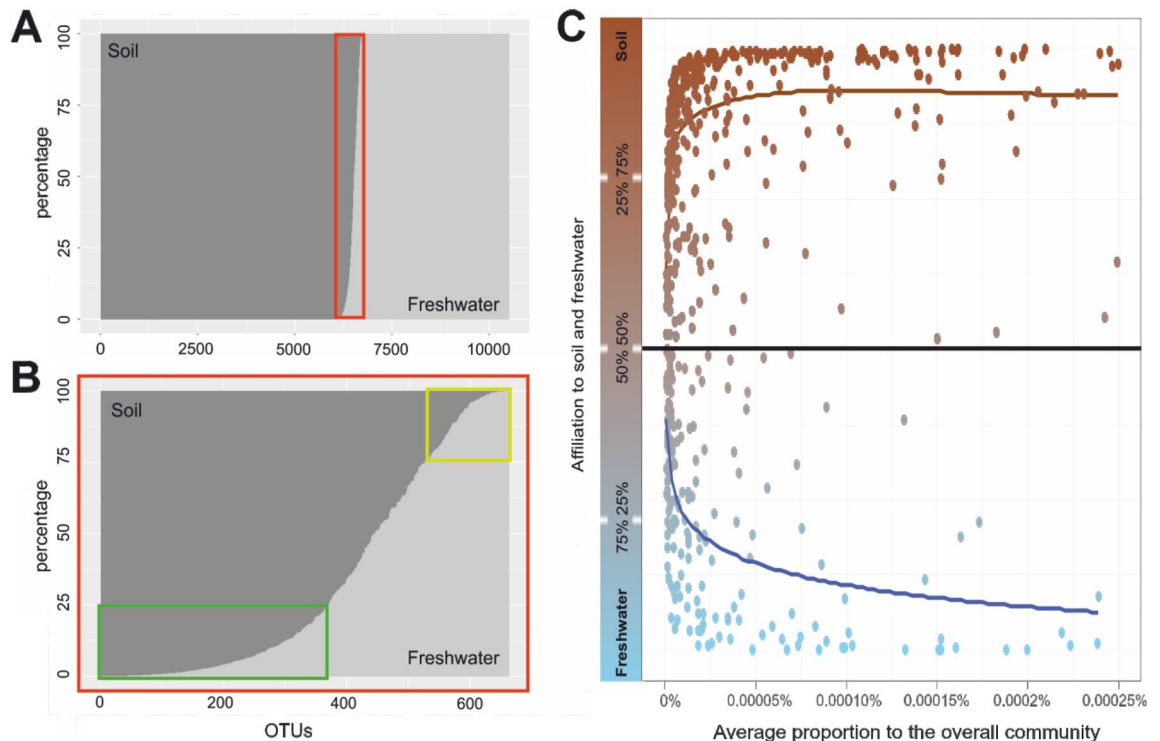 A
percentage
100
75
50
25
0
Soil
Freshwater
0
2500
5000
7500
10000
B
percentage
100
75
50
25
0
Soil
Freshwater
0
200
400
600
OTUs
C
Affiliation to soil and freshwater
Soil
25% 75%
50% 50%
75% 25%
Freshwater
0%
0.00005%
0.00010%
0.00015%
0.0002%
0.00025%
Average proportion to the overall community